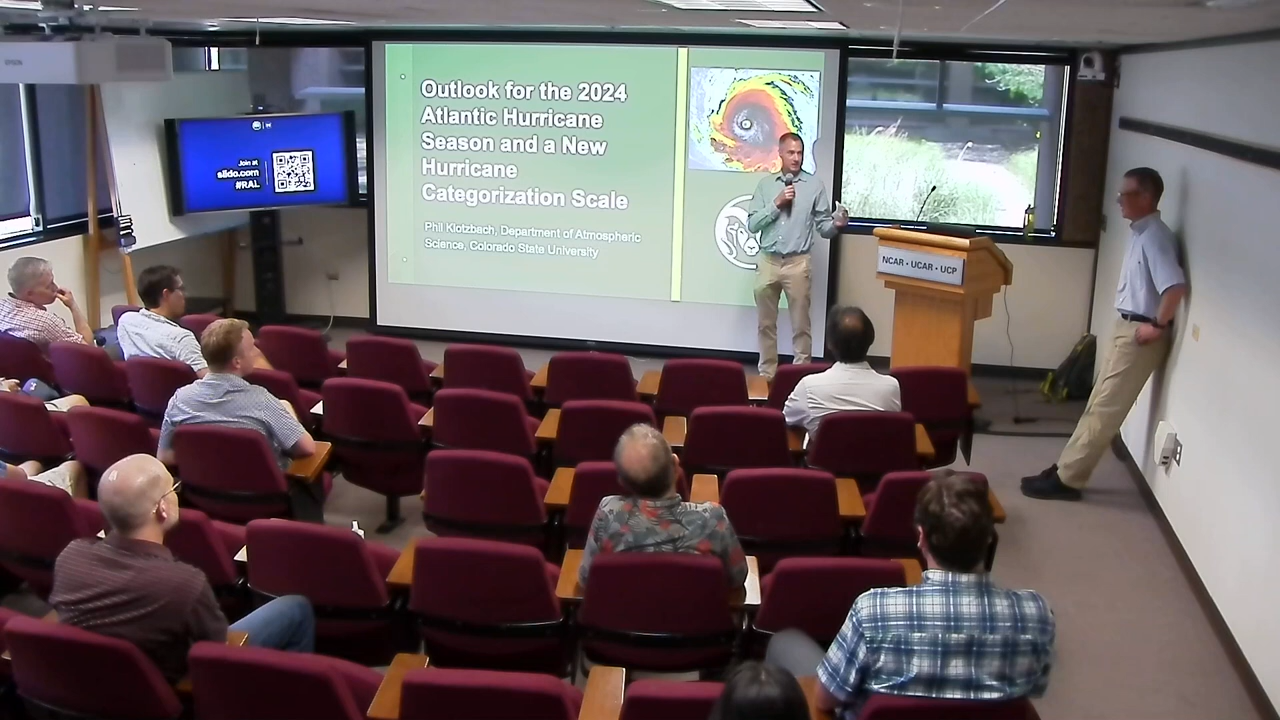 EPSON
Join at
slido.com
#RAL
Outlook for the 2024
Atlantic Hurricane
Season and a New
Hurricane
Categorization Scale
Phil Klotzbach, Department of Atmospheric
Science, Colorado State University
NCAR • UCAR • UCP